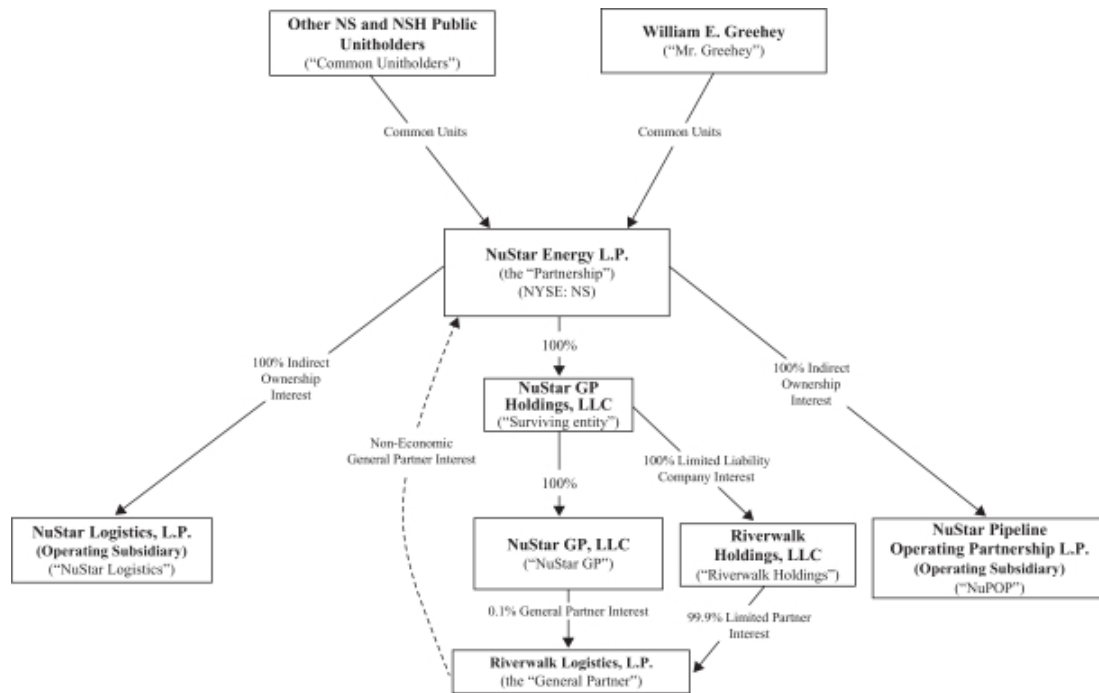 Other NS and NSH Public
Unitholders
(“Common Unitholders”)
William E. Greehey
(“Mr. Greehey”)
Common Units
Common Units
NuStar Energy L.P.
(the “Partnership”)
(NYSE: NS)
100% Indirect
Ownership
Interest
100%
100% Indirect
Ownership
Interest
NuStar GP
Holdings, LLC
(“Surviving entity”)
Non-Economic
General Partner Interest
100% Limited Liability
Company Interest
100%
NuStar Logistics, L.P.
(Operating Subsidiary)
(“NuStar Logistics”)
NuStar GP, LLC
(“NuStar GP”)
Riverwalk
Holdings, LLC
(“Riverwalk Holdings”)
NuStar Pipeline
Operating Partnership L.P.
(Operating Subsidiary)
(“NuPOP”)
0.1% General Partner Interest
99.9% Limited Partner
Interest
Riverwalk Logistics, L.P.
(the “General Partner”)